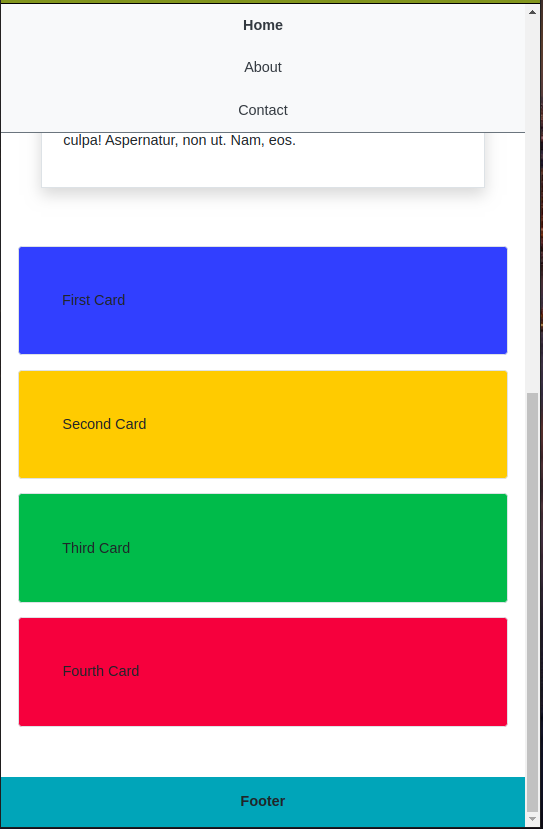 Home
About
Contact
culpa! Aspernatur, non ut. Nam, eos.
First Card
Second Card
Third Card
Fourth Card
Footer